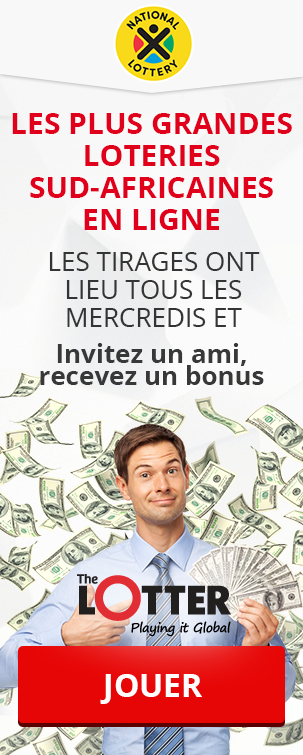 NATIONAL
LOTTERY
LES PLUS GRANDES
LOTERIES
SUD-AFRICAINES
EN LIGNE
LES TIRAGES ONT
LIEU TOUS LES
MERCREDIS ET
Invitez un ami,
recevez un bonus
The
LOTTER
Playing it Global
JOUER